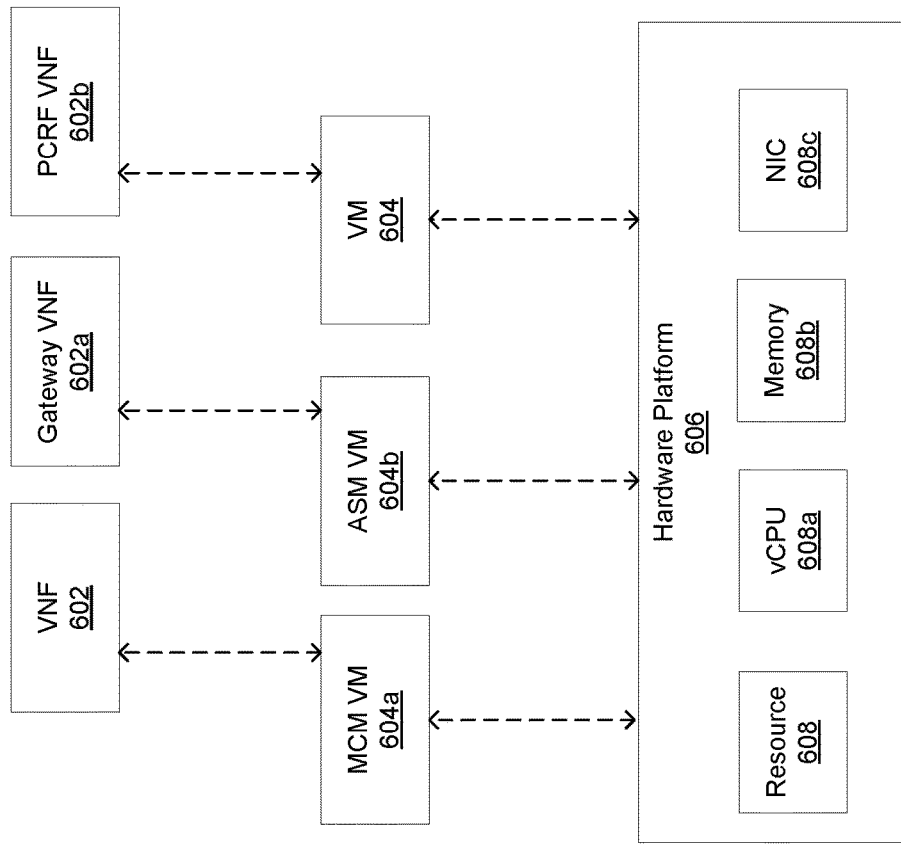 VNF
602
Gateway VNF
602a
PCRF VNF
602b
MCM VM
604a
ASM VM
604b
VM
604
Hardware Platform
606
Resource
608
vCPU
608a
Memory
608b
NIC
608c